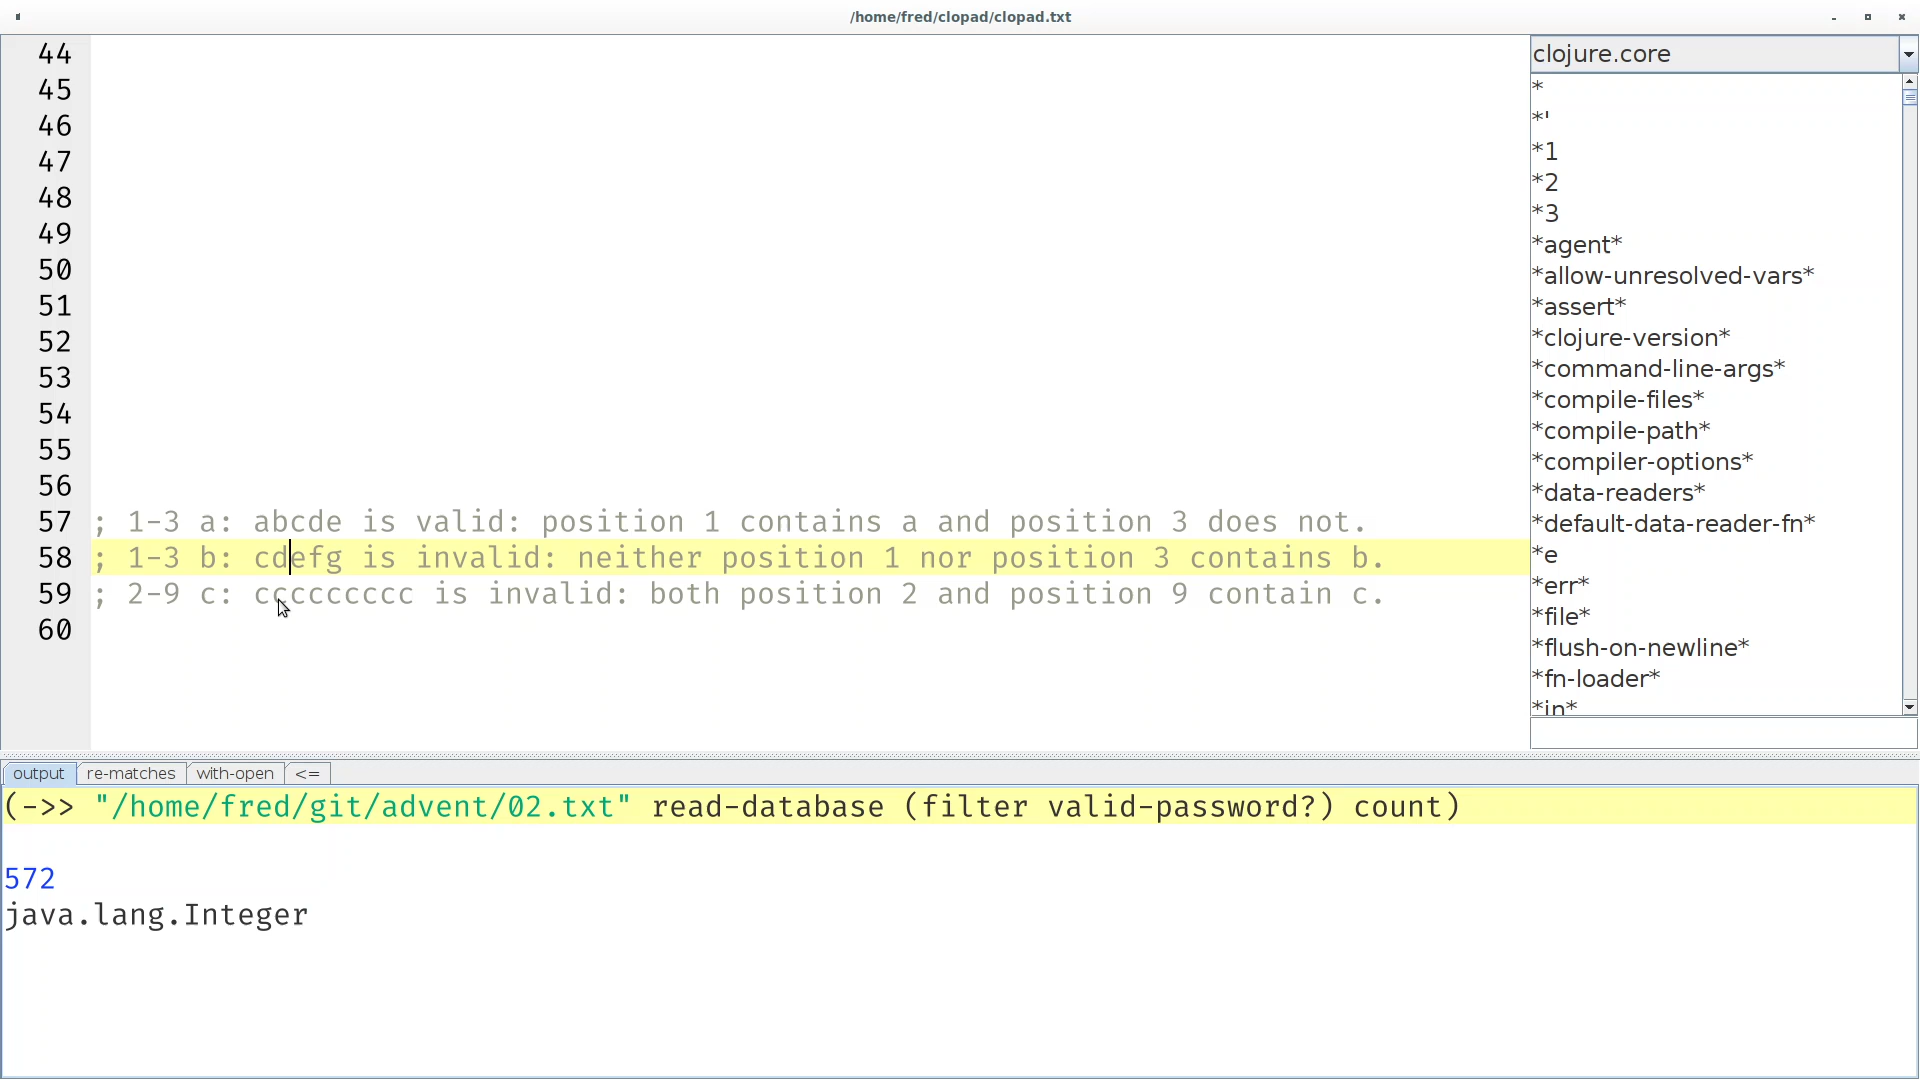 /home/fred/clopad/clopad.txt
44
45
46
47
48
49
50
51
52
53
54
55
56
57 ; 1-3 a: abcde is valid: position 1 contains a and position 3 does not.
58 ; 1-3 b: cdefg is invalid: neither position 1 nor position 3 contains b.
59 ; 2-9 c: ccccccccc is invalid: both position 2 and position 9 contain c.
60
clojure.core
*
*'
*1
*2
*3
*agent*
*allow-unresolved-vars*
*assert*
*clojure-version*
*command-line-args*
*compile-files*
*compile-path*
*compiler-options*
*data-readers*
*default-data-reader-fn*
*e
*err*
*file*
*flush-on-newline*
*fn-loader*
*in*
output re-matches with-open <=
(->> "/home/fred/git/advent/02.txt" read-database (filter valid-password?) count)
572
java.lang.Integer